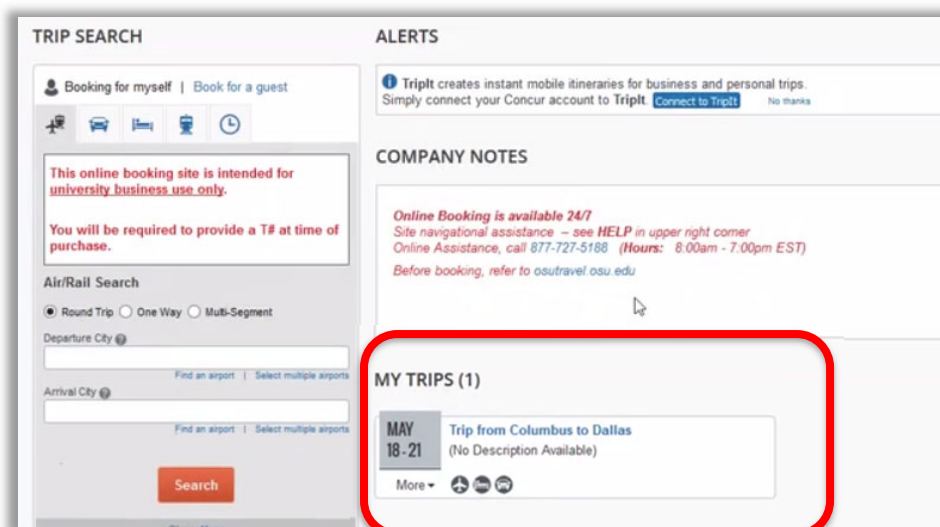 TRIP SEARCH
Booking for myself | Book for a guest
This online booking site is intended for
university business use only.
You will be required to provide a T# at time of
purchase.
Air/Rail Search
Round Trip One Way Multi-Segment
Departure City
Find an airport | Select multiple airports
Arrival City
Find an airport | Select multiple airports
Search
ALERTS
TripIt creates instant mobile itineraries for business and personal trips.
Simply connect your Concur account to TripIt. Connect to TripIt No thanks
COMPANY NOTES
Online Booking is available 24/7
Site navigational assistance – see HELP in upper right corner
Online Assistance, call 877-727-5188 (Hours: 8:00am - 7:00pm EST)
Before booking, refer to osutravel.osu.edu
MY TRIPS (1)
MAY
18-21
Trip from Columbus to Dallas
(No Description Available)
More